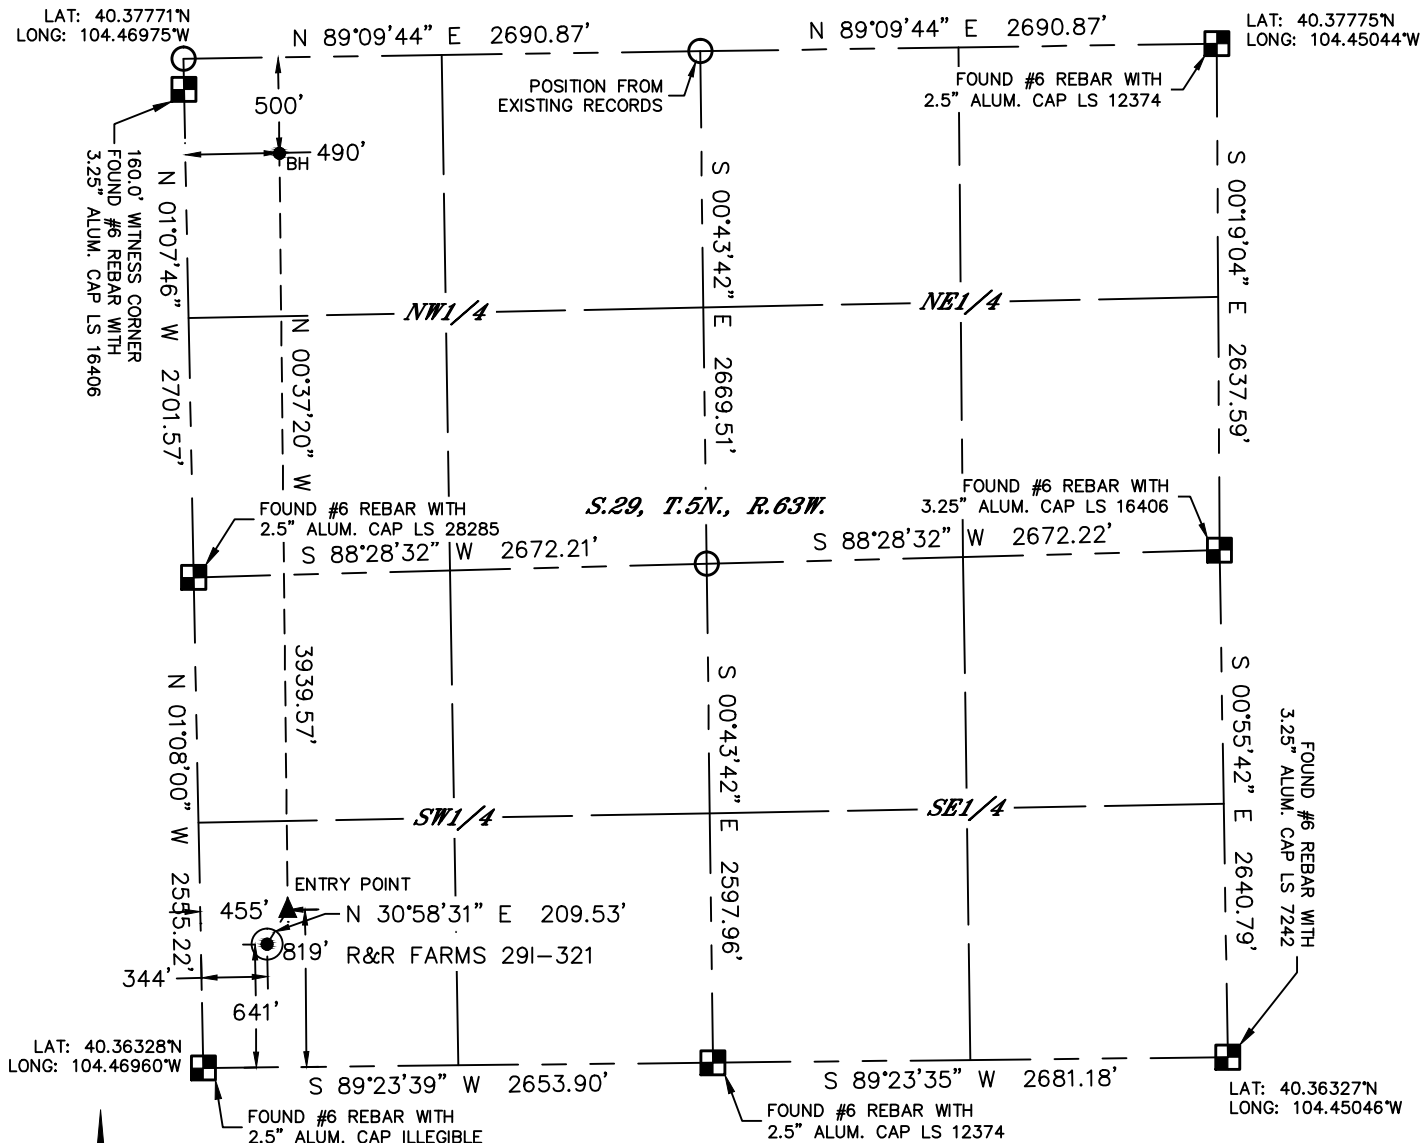 LAT: 40.37771°N
LONG: 104.46975°W
N 89°09'44" E 2690.87'
N 89°09'44" E 2690.87'
LAT: 40.37775°N
LONG: 104.45044°W
POSITION FROM
EXISTING RECORDS
FOUND #6 REBAR WITH
2.5" ALUM. CAP LS 12374
500'
BH
490'
160.0' WITNESS CORNER
FOUND #6 REBAR WITH
3.25" ALUM. CAP LS 16406
N 01°07'46" W 2701.57'
N 00°37'20" W 3939.57'
S 00°43'42" E 2669.51'
S 00°19'04" E 2637.59'
NW1/4
NE1/4
FOUND #6 REBAR WITH
2.5" ALUM. CAP LS 28285
S.29, T.5N., R.63W.
FOUND #6 REBAR WITH
3.25" ALUM. CAP LS 16406
S 88°28'32" W 2672.21'
S 88°28'32" W 2672.22'
N 01°08'00" W 2555.22'
S 00°43'42" E 2597.96'
S 00°55'42" E 2640.79'
FOUND #6 REBAR WITH
3.25" ALUM. CAP LS 7242
SW1/4
SE1/4
ENTRY POINT
455'
N 30°58'31" E 209.53'
819'
R&R FARMS 29I-321
344'
641'
LAT: 40.36328°N
LONG: 104.46960°W
S 89°23'39" W 2653.90'
S 89°23'35" W 2681.18'
LAT: 40.36327°N
LONG: 104.45046°W
FOUND #6 REBAR WITH
2.5" ALUM. CAP ILLEGIBLE
FOUND #6 REBAR WITH
2.5" ALUM. CAP LS 12374